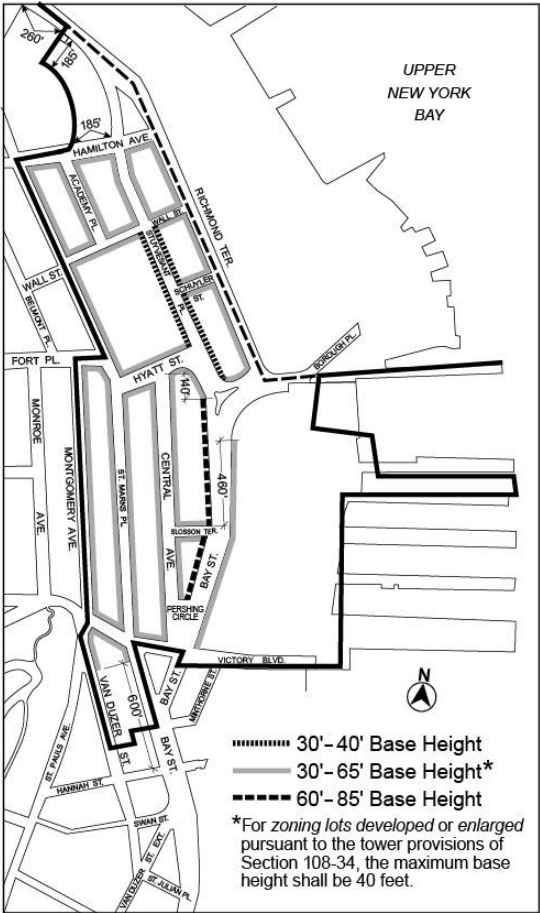 260'
185'
185'
UPPER
NEW YORK
BAY
HAMILTON AVE.
ACADEMY PL.
RICHMOND TER.
WALL ST.
STUYVESANT PL.
WALL ST.
BELMONT PL.
SCHUYLER
ST.
BOROUGH PL.
FORT PL.
HYATT ST.
140'
MONROE
AVE.
MONTGOMERY AVE.
ST. MARKS PL.
CENTRAL
AVE.
460'
SLOSSON TER.
BAY ST.
PERSHING
CIRCLE
VICTORY BLVD.
N
BAY ST.
MINTHORNE ST.
VAN DUZER
ST.
600'
BAY ST.
ST. PAULS AVE.
HANNAH ST.
SWAN ST.
VAN DUZER ST. EXT.
ST. JULIAN PL.
30'-40' Base Height
30'-65' Base Height*
60'-85' Base Height
*For zoning lots developed or enlarged
pursuant to the tower provisions of
Section 108-34, the maximum base
height shall be 40 feet.